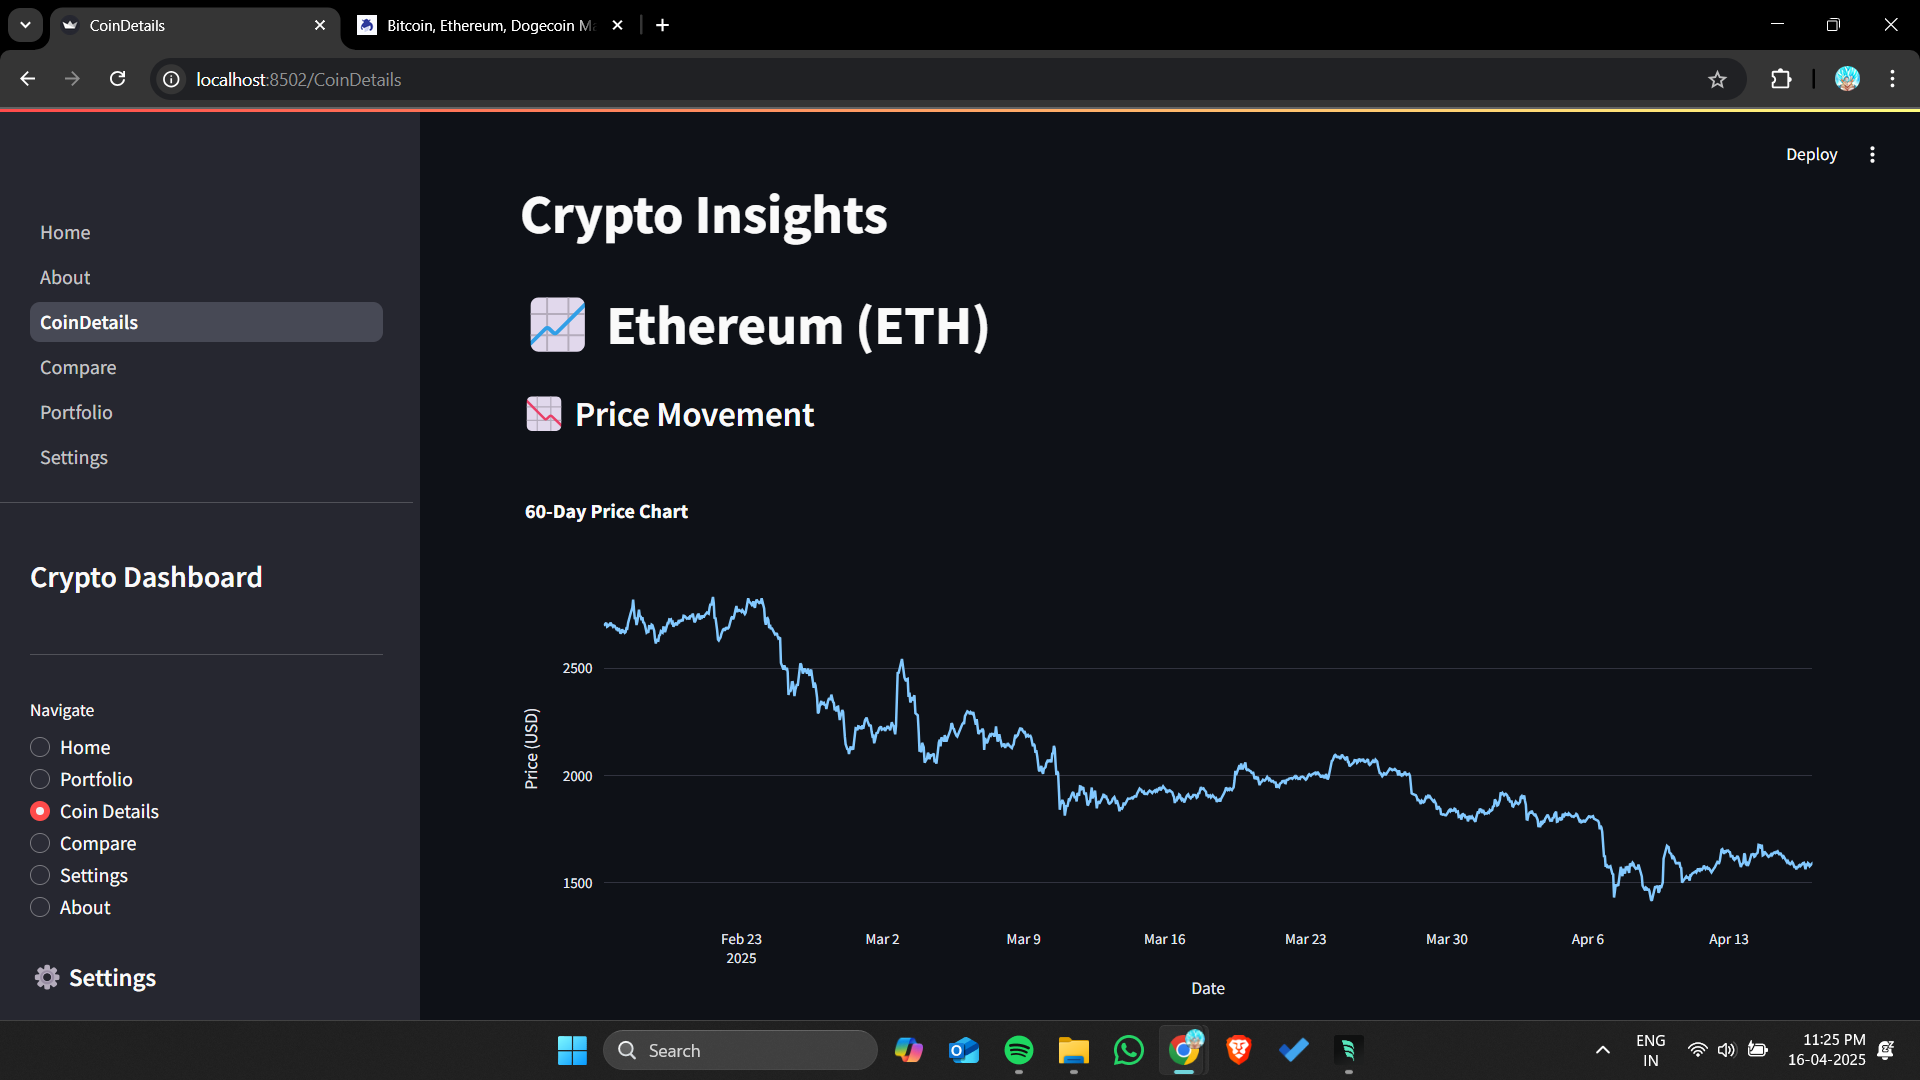 CoinDetails
Bitcoin, Ethereum, Dogecoin M
localhost:8502/CoinDetails
Deploy
Home
About
CoinDetails
Compare
Portfolio
Settings
Crypto Dashboard
Navigate
Home
Portfolio
Coin Details
Compare
Settings
About
Settings
Crypto Insights
Ethereum (ETH)
Price Movement
60-Day Price Chart
Price (USD)
2500
2000
1500
Feb 23 Mar 2 Mar 9 Mar 16 Mar 23 Mar 30 Apr 6 Apr 13
2025
Date
Search
ENG
IN
11:25 PM
16-04-2025